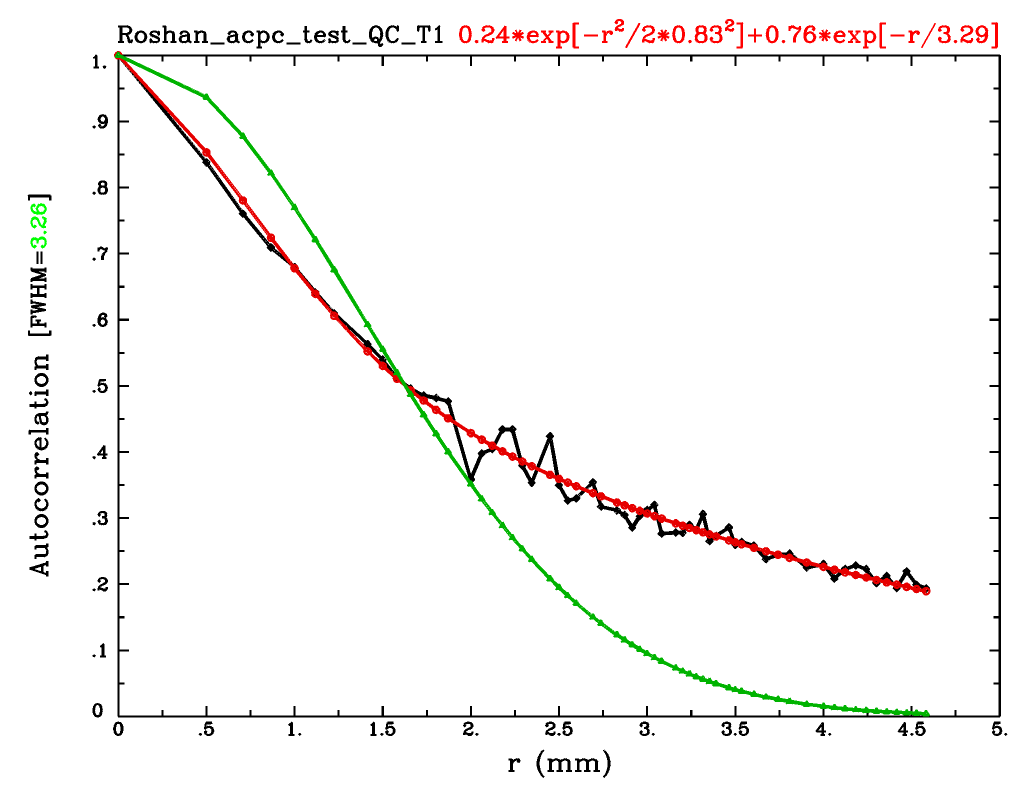 Roshan_acpc_test_QC_T1 0.24*exp[-r²/2*0.83²]+0.76*exp[-r/3.29]
Autocorrelation [FWHM=3.26]
1.
.9
.8
.7
.6
.5
.4
.3
.2
.1
0
0 .5 1. 1.5 2. 2.5 3. 3.5 4. 4.5 5.
r (mm)